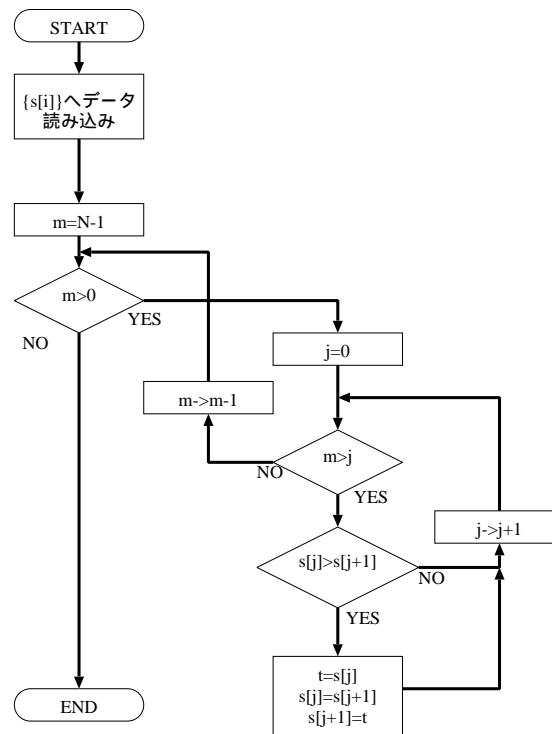 START
{s[i]}へデータ
読み込み
m=N-1
m>0
YES
NO
j=0
m->m-1
m>j
NO
YES
j->j+1
s[j]>s[j+1]
NO
YES
t=s[j]
s[j]=s[j+1]
s[j+1]=t
END